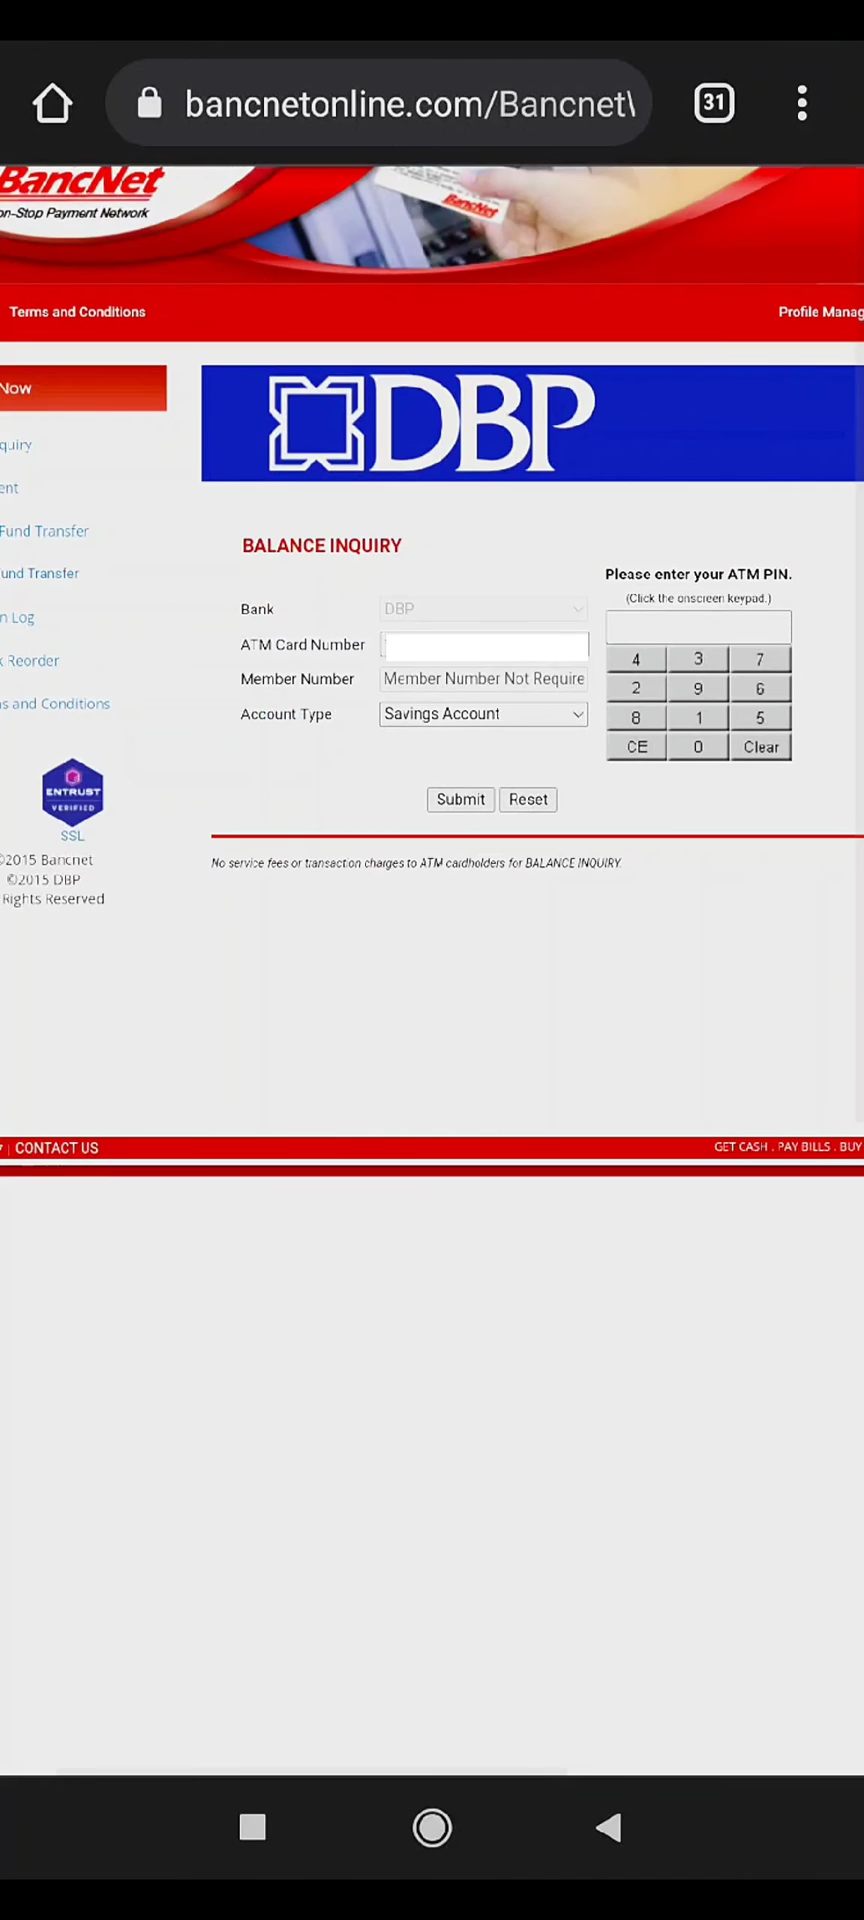 bancnetonline.com/Bancnet\
31
BancNet
on-Stop Payment Network
BancNet
Terms and Conditions
Profile Manag
Now
DBP
quiry
ent
Fund Transfer
und Transfer
n Log
k Reorder
s and Conditions
BALANCE INQUIRY
Please enter your ATM PIN.
(Click the onscreen keypad.)
Bank DBP
ATM Card Number
Member Number Member Number Not Require
Account Type Savings Account
4 3 7
2 9 6
8 1 5
CE 0 Clear
Submit Reset
ENTRUST
VERIFIED
SSL
©2015 Bancnet
©2015 DBP
Rights Reserved
No service fees or transaction charges to ATM cardholders for BALANCE INQUIRY.
| CONTACT US
GET CASH . PAY BILLS . BUY